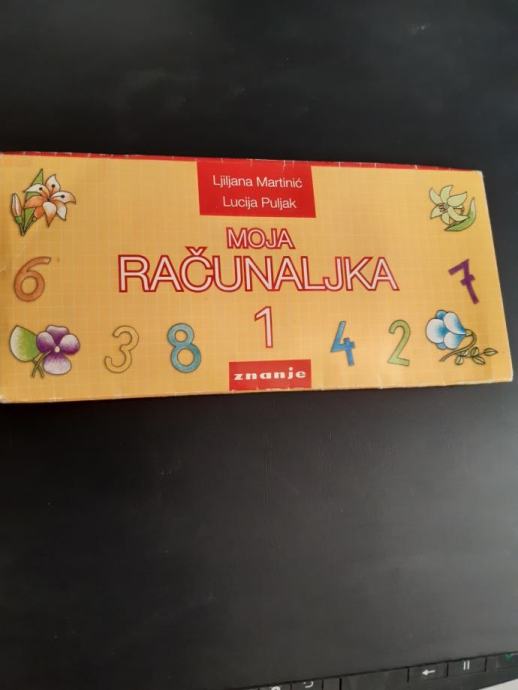 Ljiljana Martinić
Lucija Puljak
MOJA
RAČUNALJKA
1
6
7
3 8 4 2
znanje